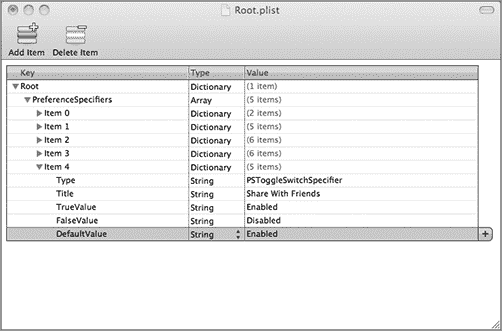 Root.plist
Add Item Delete Item
Key Type Value
Root Dictionary (1 item)
PreferenceSpecifiers Array (5 items)
Item 0 Dictionary (2 items)
Item 1 Dictionary (5 items)
Item 2 Dictionary (6 items)
Item 3 Dictionary (6 items)
Item 4 Dictionary (5 items)
Type String PSToggleSwitchSpecifier
Title String Share With Friends
TrueValue String Enabled
FalseValue String Disabled
DefaultValue String Enabled +